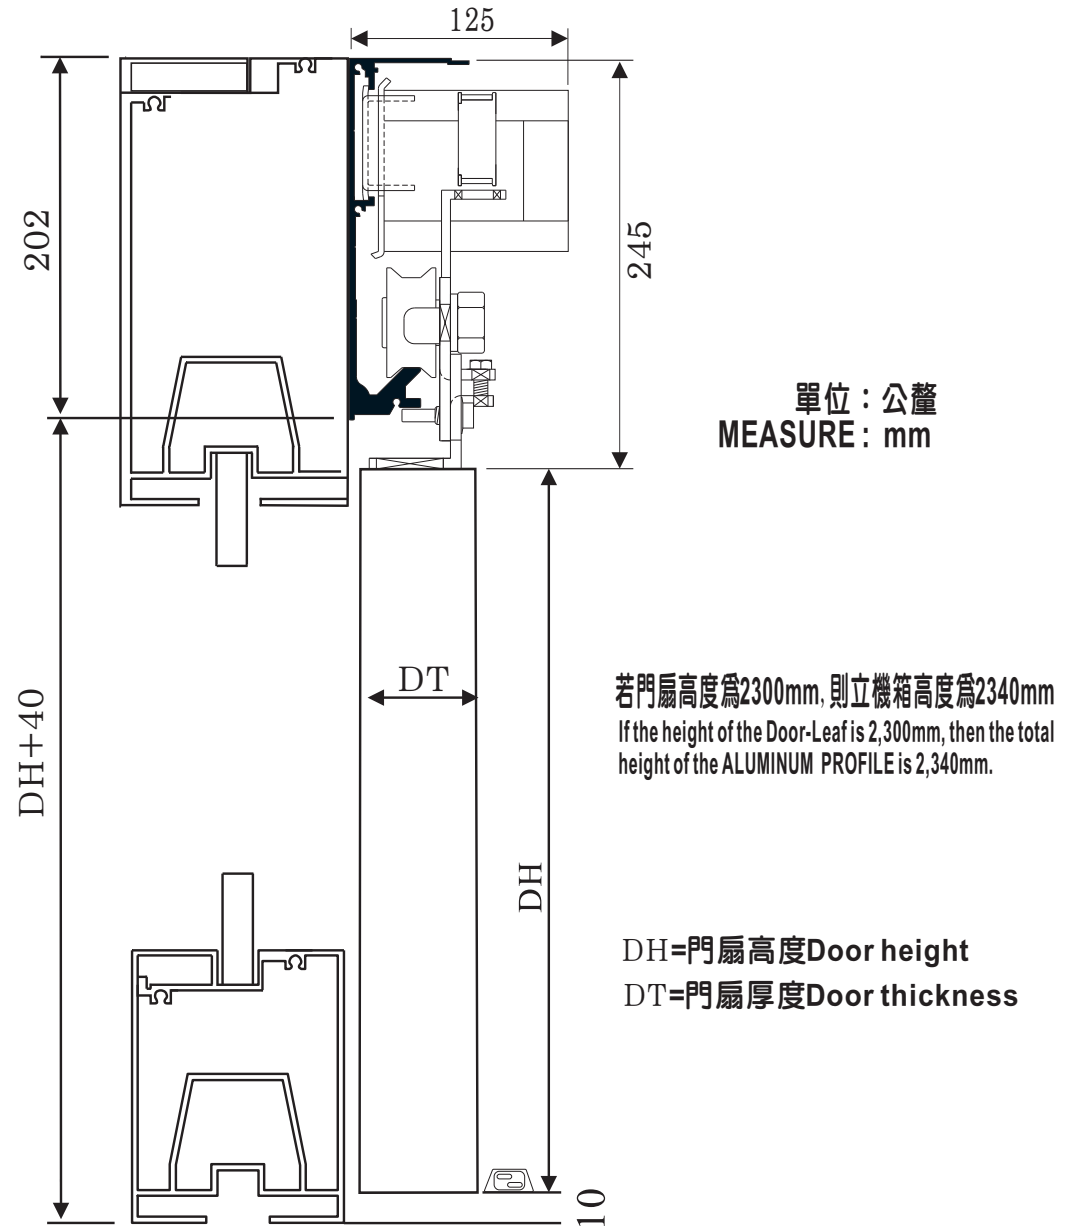 125
202
245
單位：公釐
MEASURE: mm
DT
若門扇高度為2300mm, 則立機箱高度為2340mm
If the height of the Door-Leaf is 2,300mm, then the total
height of the ALUMINUM PROFILE is 2,340mm.
DH+40
DH
DH=門扇高度Door height
DT=門扇厚度Door thickness
10